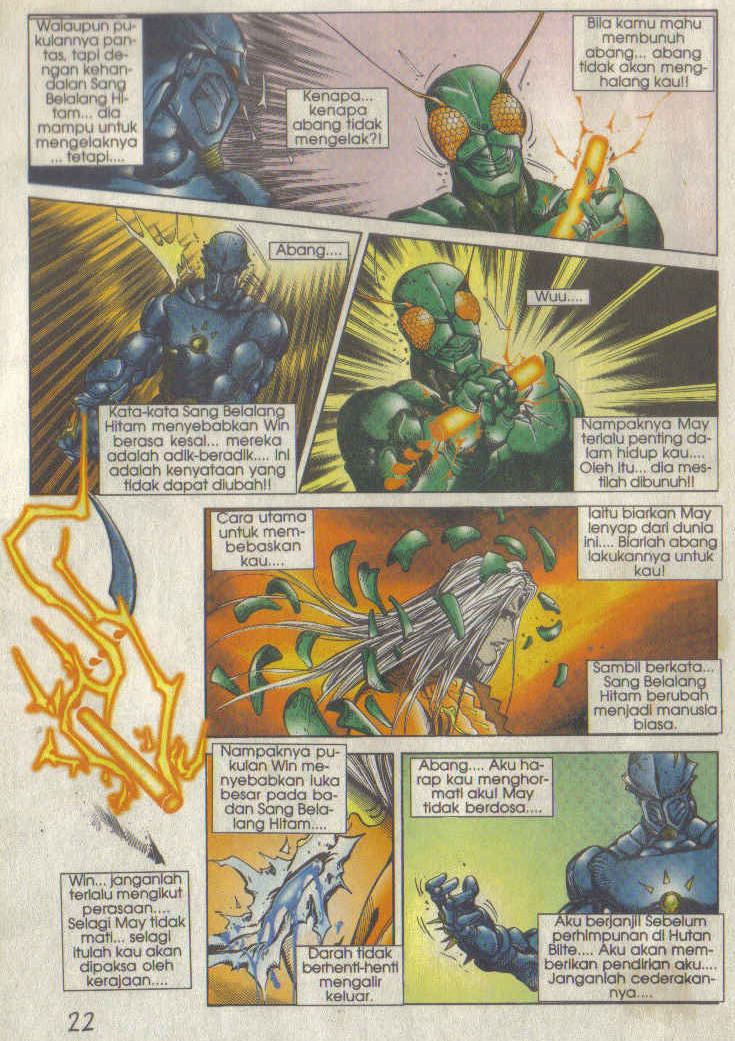 Walaupun pu-
kulannya pan-
tas, tapi de-
ngan kehan-
dalan Sang
Belalang Hi-
tam... dia
mampu untuk
mengelaknya
... tetapi....
Kenapa...
kenapa
abang tidak
mengelak?!
Bila kamu mahu
membunuh
abang... abang
tidak akan meng-
halang kau!!
Abang....
Kata-kata Sang Belalang
Hitam menyebabkan Win
berasa kesal... mereka
adalah adik-beradik.... ini
adalah kenyataan yang
tidak dapat diubah!!
Wuu....
Nampaknya May
terlalu penting da-
lam hidup kau....
Oleh itu... dia mes-
tilah dibunuh!!
Cara utama
untuk mem-
bebaskan
kau....
Iaitu biarkan May
lenyap dari dunia
ini.... Biarlah abang
lakukannya untuk
kau!
Sambil berkata...
Sang Belalang
Hitam berubah
menjadi manusia
biasa.
Nampaknya pu-
kulan Win me-
nyebabkan luka
besar pada ba-
dan Sang Bela-
lang Hitam....
Darah tidak
berhenti-henti
mengalir
keluar.
Abang.... Aku ha-
rap kau menghor-
mati aku! May
tidak berdosa....
Aku berjanji! Sebelum
perhimpunan di Hutan
Bilte.... Aku akan mem-
berikan pendirian aku....
Janganlah cederakan-
nya....
Win... janganlah
terlalu mengikut
perasaan....
Selagi May tidak
mati... selagi
itulah kau akan
dipaksa oleh
kerajaan....
22